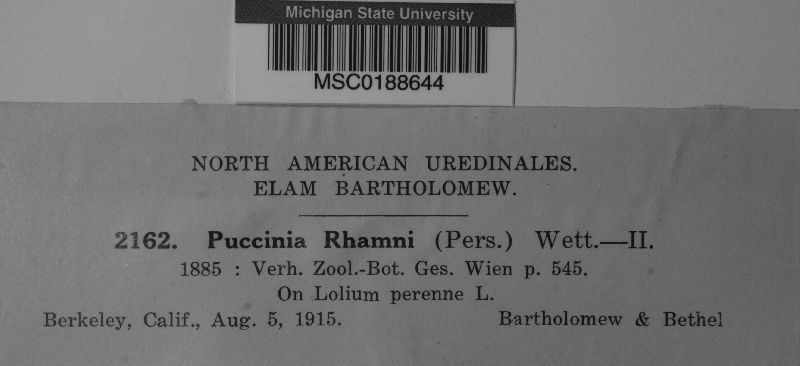 Michigan State University
MSC0188644
NORTH AMERICAN UREDINALES.
ELAM BARTHOLOMEW.
2162. Puccinia Rhamni (Pers.) Wett.—II.
1885 : Verh. Zool.-Bot. Ges. Wien p. 545.
On Lolium perenne L.
Berkeley, Calif., Aug. 5, 1915. Bartholomew & Bethel